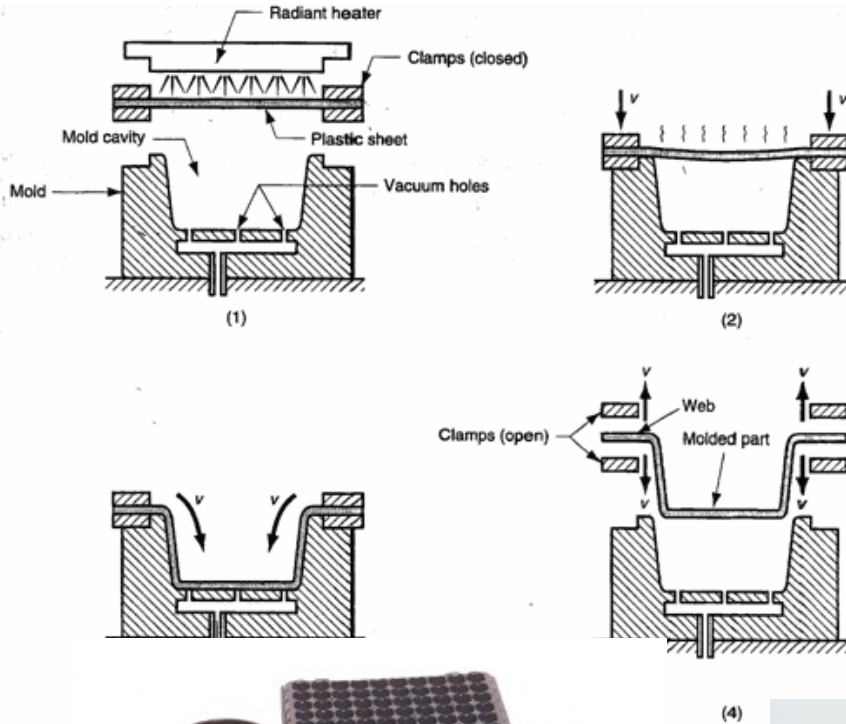 Radiant heater
Clamps (closed)
Mold cavity
Plastic sheet
Mold
Vacuum holes
(1)
v v
(2)
v v
v v
Web
Clamps (open)
Molded part
v v
(4)